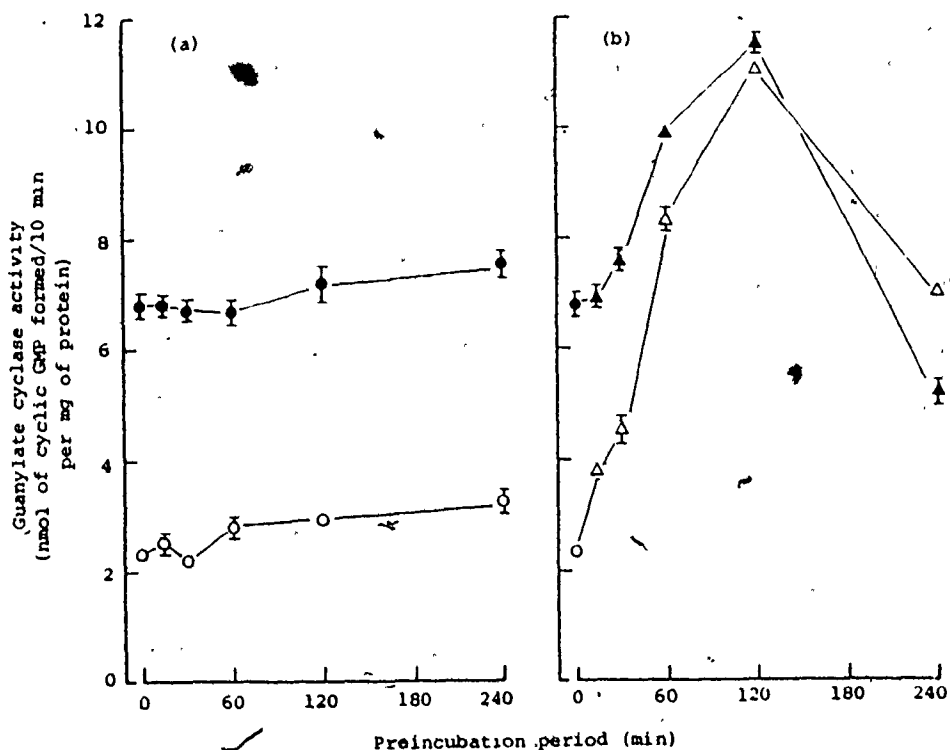 Guanylate cyclase activity
(nmol of cyclic GMP formed/10 min
per mg of protein)
12
10
8
6
4
2
0
(a)
(b)
0 60 120 180 240
0 60 120 180 240
Preincubation period (min)